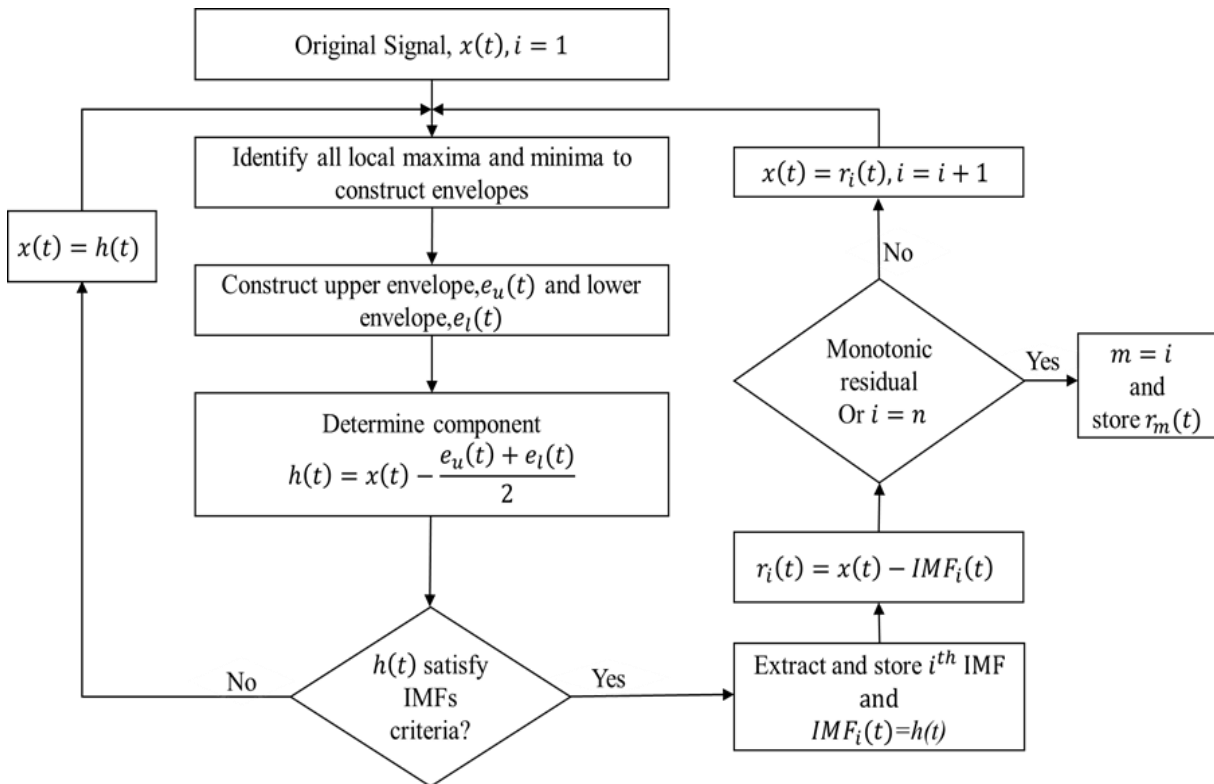 Original Signal, x(t), i = 1
Identify all local maxima and minima to
construct envelopes
x(t) = h(t)
Construct upper envelope,e_u(t) and lower
envelope,e_l(t)
Determine component
h(t) = x(t) − (e_u(t) + e_l(t))/2
No
h(t) satisfy
IMFs
criteria?
Yes
Extract and store i^th IMF
and
IMF_i(t)=h(t)
r_i(t) = x(t) − IMF_i(t)
Monotonic
residual
Or i = n
No
x(t) = r_i(t), i = i + 1
Yes
m = i
and
store r_m(t)